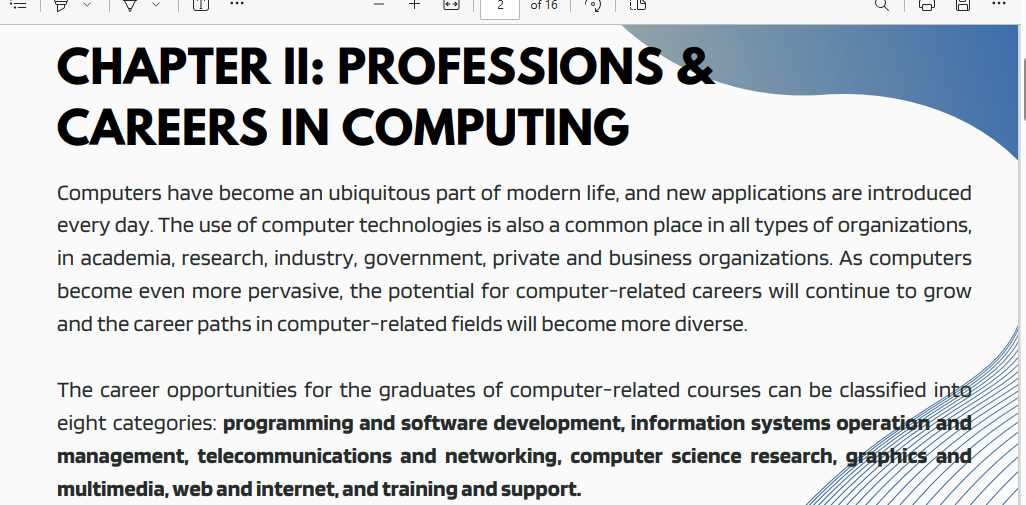 2 of 16
CHAPTER II: PROFESSIONS &
CAREERS IN COMPUTING
Computers have become an ubiquitous part of modern life, and new applications are introduced
every day. The use of computer technologies is also a common place in all types of organizations,
in academia, research, industry, government, private and business organizations. As computers
become even more pervasive, the potential for computer-related careers will continue to grow
and the career paths in computer-related fields will become more diverse.
The career opportunities for the graduates of computer-related courses can be classified into
eight categories: programming and software development, information systems operation and
management, telecommunications and networking, computer science research, graphics and
multimedia, web and internet, and training and support.